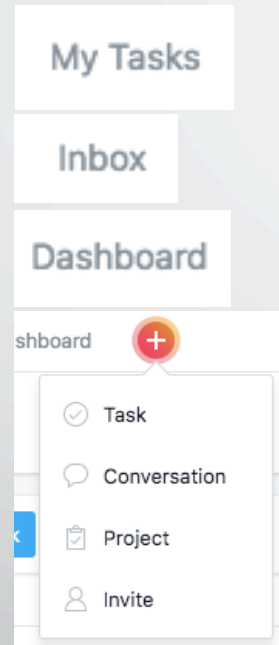 My Tasks
Inbox
Dashboard
shboard
Task
Conversation
Project
Invite